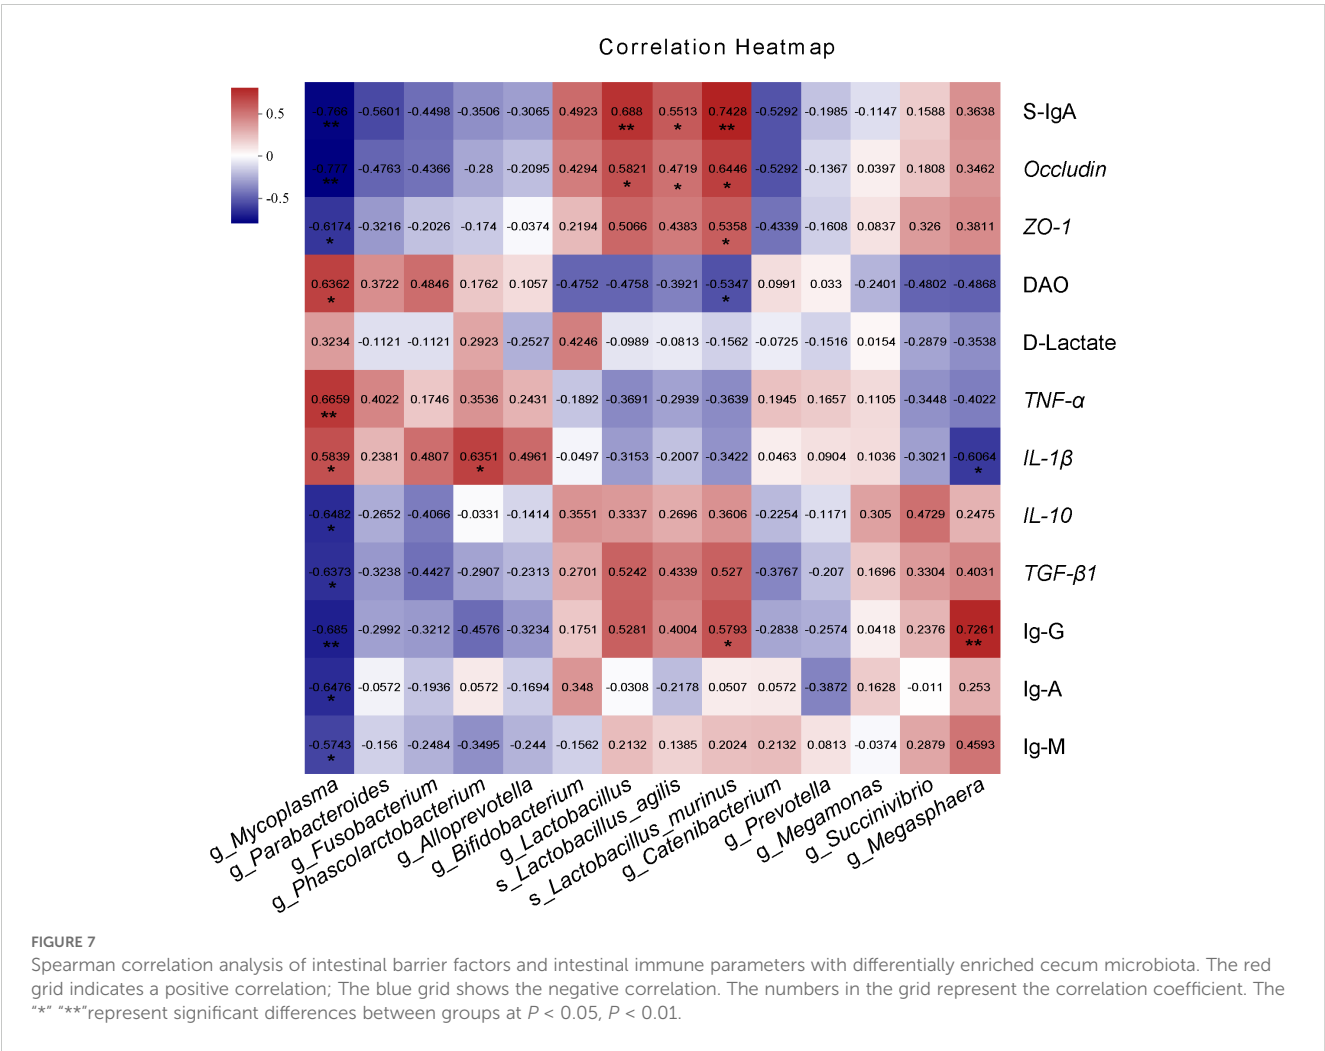 Correlation Heatmap
0.5
0
-0.5
-0.766 -0.5601 -0.4498 -0.3506 -0.3065 0.4923 0.688 0.5513 0.7428 -0.5292 -0.1985 -0.1147 0.1588 0.3638 S-IgA
** ** * **
-0.777 -0.4763 -0.4366 -0.28 -0.2095 0.4294 0.5821 0.4719 0.6446 -0.5292 -0.1367 0.0397 0.1808 0.3462 Occludin
** * * *
-0.6174 -0.3216 -0.2026 -0.174 -0.0374 0.2194 0.5066 0.4383 0.5358 -0.4339 -0.1608 0.0837 0.326 0.3811 ZO-1
* *
0.6362 0.3722 0.4846 0.1762 0.1057 -0.4752 -0.4758 -0.3921 -0.5347 0.0991 0.033 -0.2401 -0.4802 -0.4868 DAO
* *
0.3234 -0.1121 -0.1121 0.2923 -0.2527 0.4246 -0.0989 -0.0813 -0.1562 -0.0725 -0.1516 0.0154 -0.2879 -0.3538 D-Lactate
0.6659 0.4022 0.1746 0.3536 0.2431 -0.1892 -0.3691 -0.2939 -0.3639 0.1945 0.1657 0.1105 -0.3448 -0.4022 TNF-α
**
0.5839 0.2381 0.4807 0.6351 0.4961 -0.0497 -0.3153 -0.2007 -0.3422 0.0463 0.0904 0.1036 -0.3021 -0.6064 IL-1β
* * *
-0.6482 -0.2652 -0.4066 -0.0331 -0.1414 0.3551 0.3337 0.2696 0.3606 -0.2254 -0.1171 0.305 0.4729 0.2475 IL-10
*
-0.6373 -0.3238 -0.4427 -0.2907 -0.2313 0.2701 0.5242 0.4339 0.527 -0.3767 -0.207 0.1696 0.3304 0.4031 TGF-β1
*
-0.685 -0.2992 -0.3212 -0.4576 -0.3234 0.1751 0.5281 0.4004 0.5793 -0.2838 -0.2574 0.0418 0.2376 0.7261 Ig-G
** * **
-0.6476 -0.0572 -0.1936 0.0572 -0.1694 0.348 -0.0308 -0.2178 0.0507 0.0572 -0.3872 0.1628 -0.011 0.253 Ig-A
*
-0.5743 -0.156 -0.2484 -0.3495 -0.244 -0.1562 0.2132 0.1385 0.2024 0.2132 0.0813 -0.0374 0.2879 0.4593 Ig-M
*
g_Mycoplasma
g_Parabacteroides
g_Fusobacterium
g_Phascolarctobacterium
g_Alloprevotella
g_Bifidobacterium
g_Lactobacillus
s_Lactobacillus_agilis
s_Lactobacillus_murinus
g_Catenibacterium
g_Prevotella
g_Megamonas
g_Succinivibrio
g_Megasphaera
FIGURE 7
Spearman correlation analysis of intestinal barrier factors and intestinal immune parameters with differentially enriched cecum microbiota. The red
grid indicates a positive correlation; The blue grid shows the negative correlation. The numbers in the grid represent the correlation coefficient. The
“*” “**”represent significant differences between groups at P < 0.05, P < 0.01.